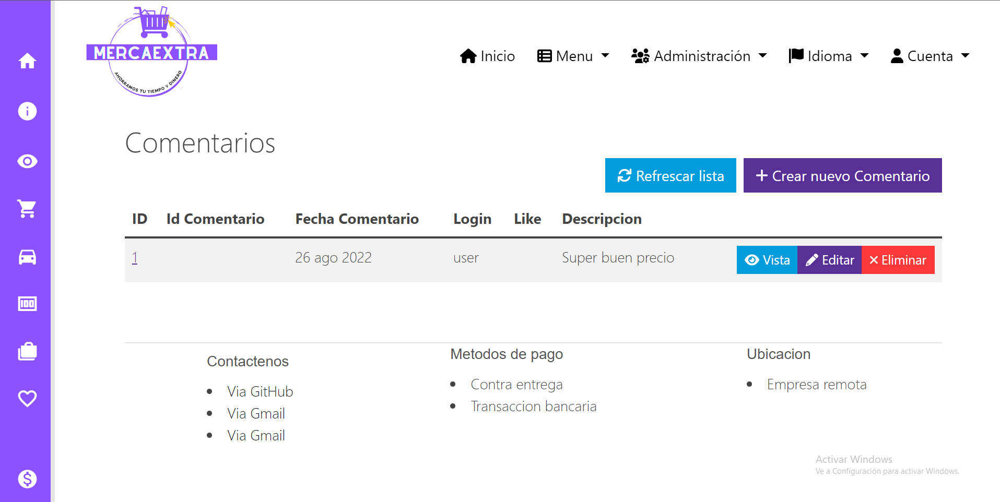 MERCAEXTRA
AHORRAMOS TU TIEMPO Y DINERO
Inicio
Menu
Administración
Idioma
Cuenta
Comentarios
Refrescar lista
Crear nuevo Comentario
ID Id Comentario Fecha Comentario Login Like Descripcion
1 26 ago 2022 user Super buen precio Vista Editar Eliminar
100
Contactenos
Via GitHub
Via Gmail
Via Gmail
Metodos de pago
Contra entrega
Transaccion bancaria
Ubicacion
Empresa remota
Activar Windows
Ve a Configuración para activar Windows.